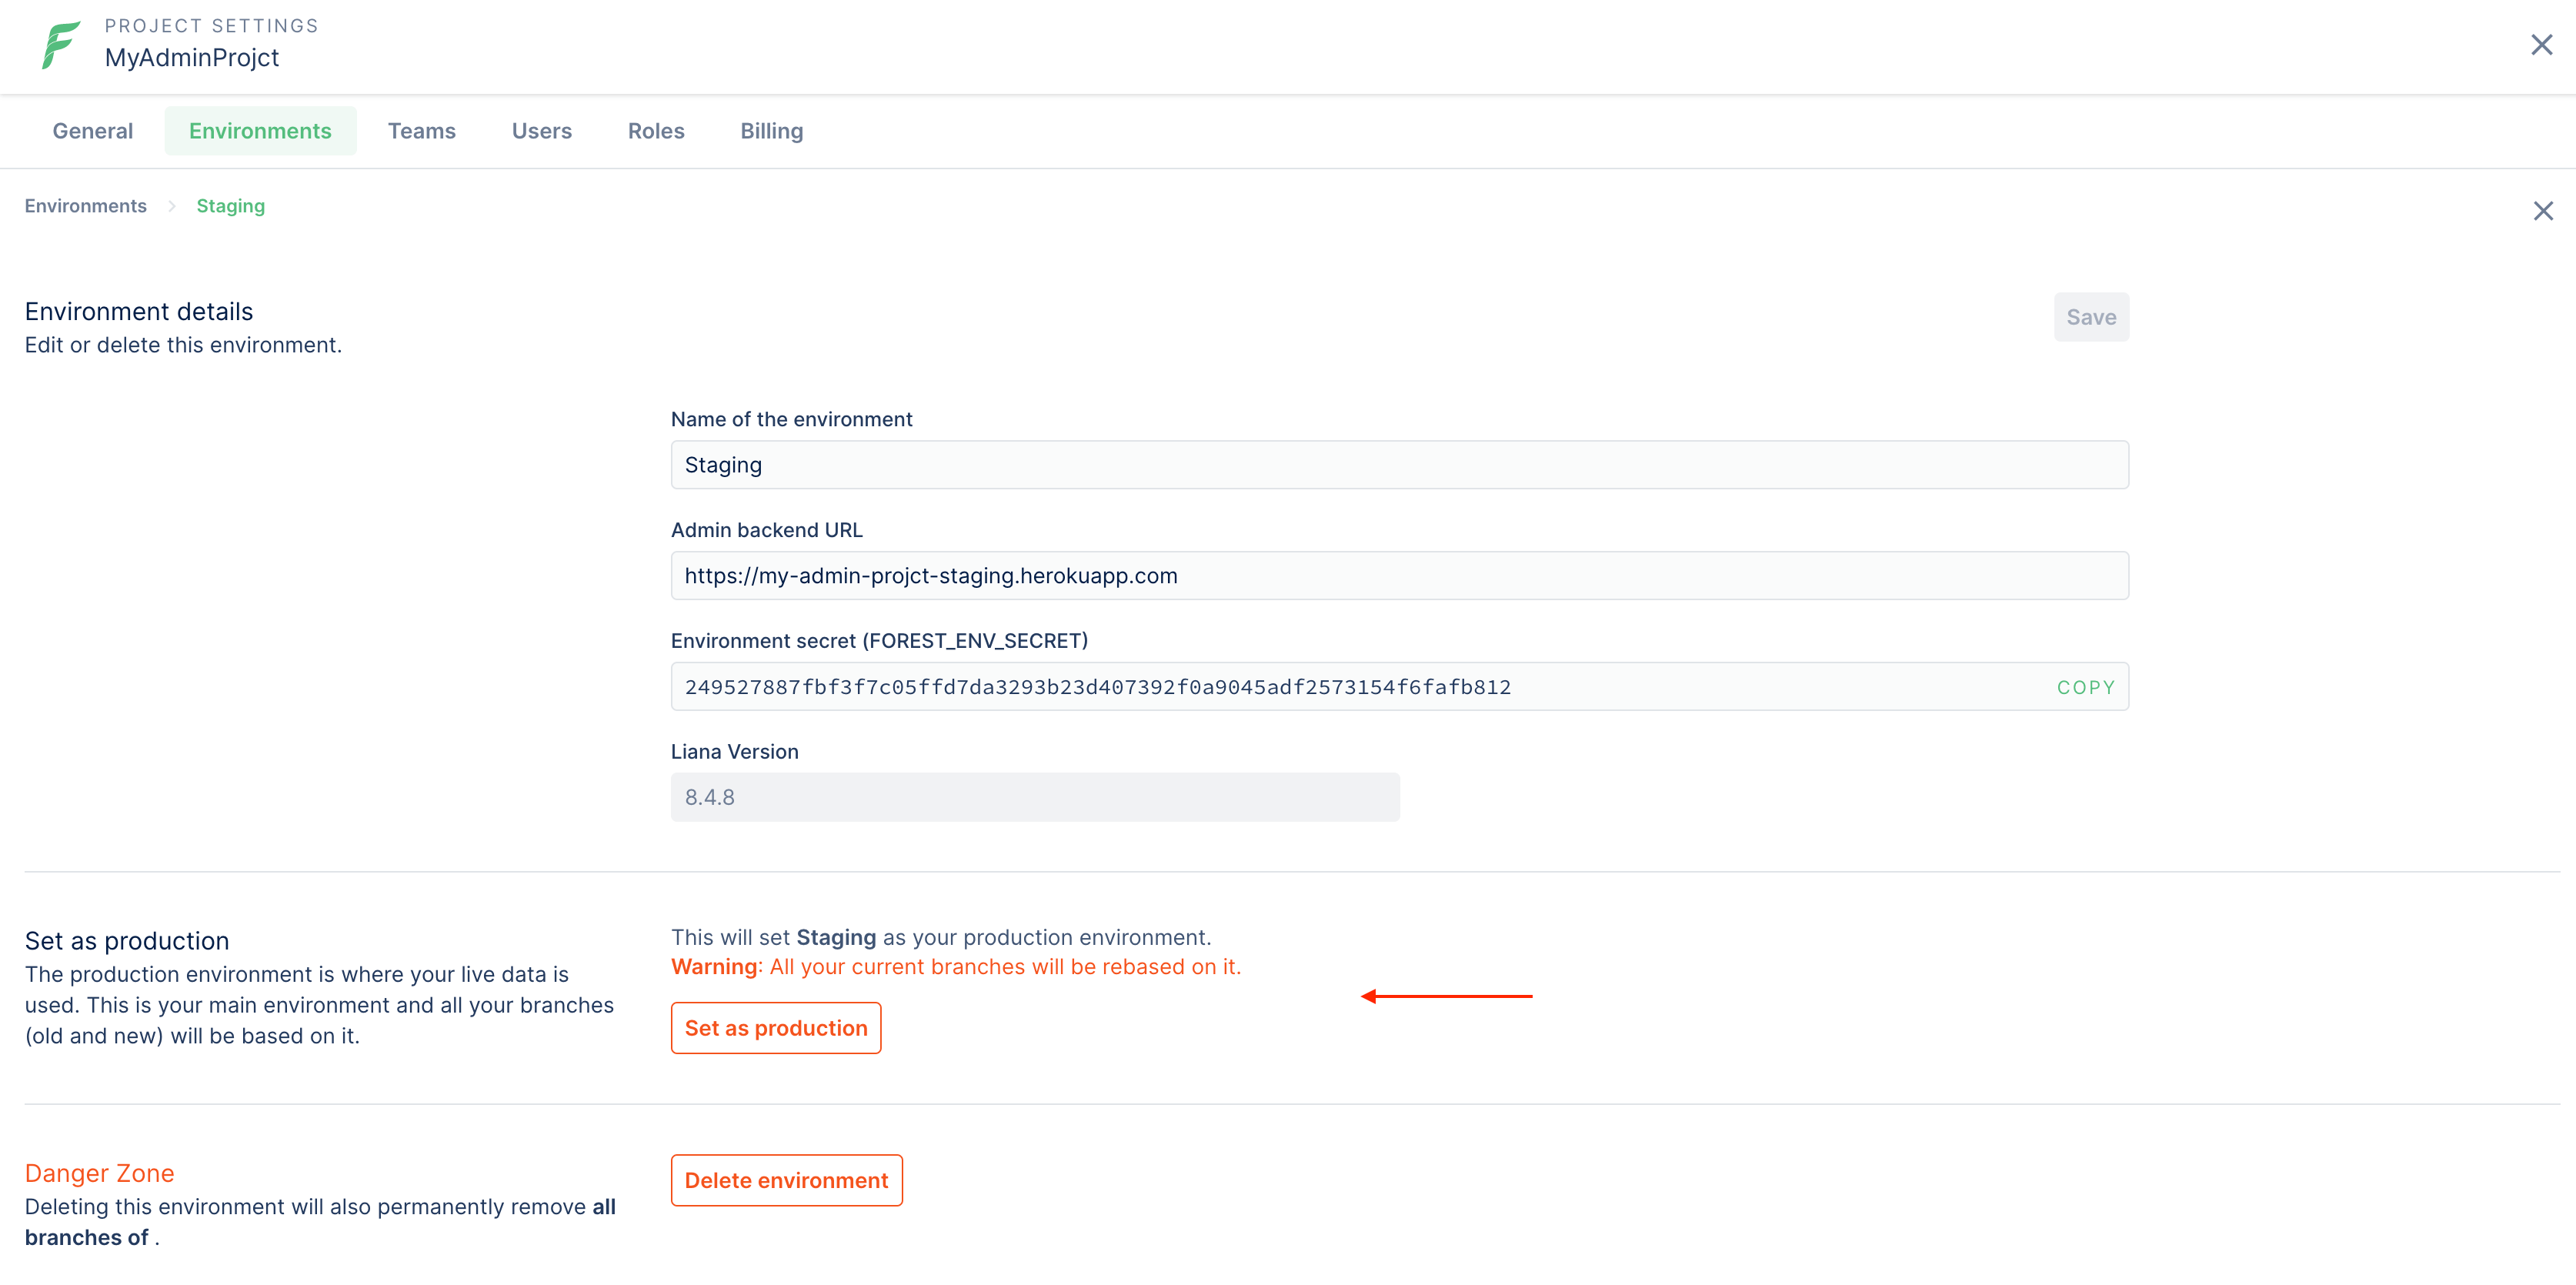 PROJECT SETTINGS
MyAdminProjct
General
Environments
Teams
Users
Roles
Billing
Environments
Staging
Environment details
Edit or delete this environment.
Save
Name of the environment
Staging
Admin backend URL
https://my-admin-projct-staging.herokuapp.com
Environment secret (FOREST_ENV_SECRET)
249527887fbf3f7c05ffd7da3293b23d407392f0a9045adf2573154f6fafb812
COPY
Liana Version
8.4.8
Set as production
The production environment is where your live data is
used. This is your main environment and all your branches
(old and new) will be based on it.
This will set Staging as your production environment.
Warning: All your current branches will be rebased on it.
Set as production
Danger Zone
Deleting this environment will also permanently remove all
branches of .
Delete environment